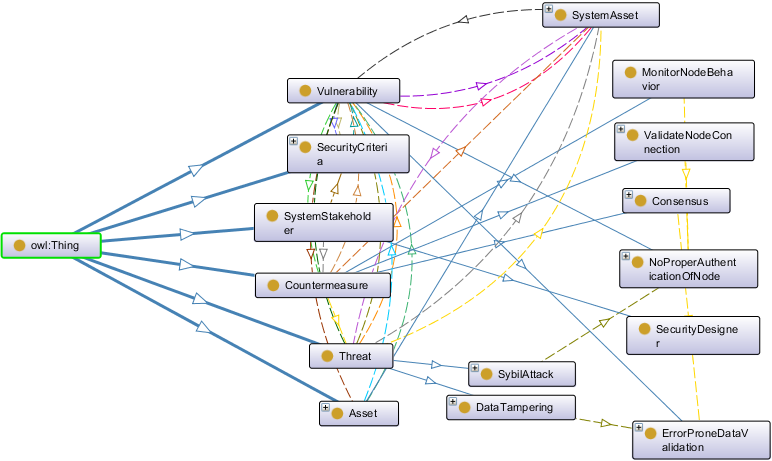 SystemAsset
MonitorNodeBeha
vior
Vulnerability
ValidateNodeCon
nection
SecurityCriteri
a
Consensus
SystemStakehold
er
owl:Thing
NoProperAuthent
icationOfNode
Countermeasure
SecurityDesigne
r
Threat
SybilAttack
DataTampering
Asset
ErrorProneDataV
alidation